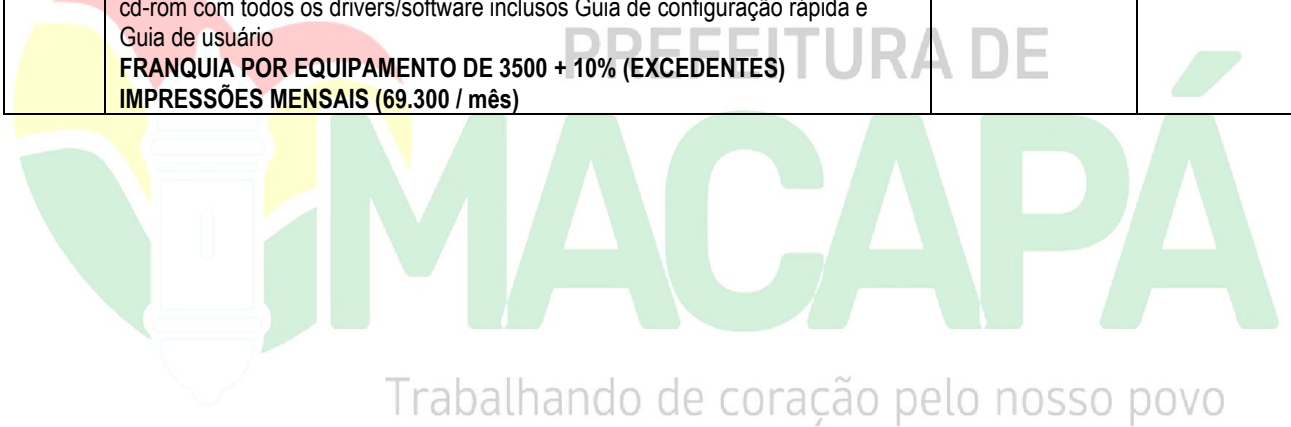 cd-rom com todos os drivers/software inclusos Guia de configuração rápida e
Guia de usuário
FRANQUIA POR EQUIPAMENTO DE 3500 + 10% (EXCEDENTES)
IMPRESSÕES MENSAIS (69.300 / mês)
PREFEITURA DE
MACAPÁ
Trabalhando de coração pelo nosso povo